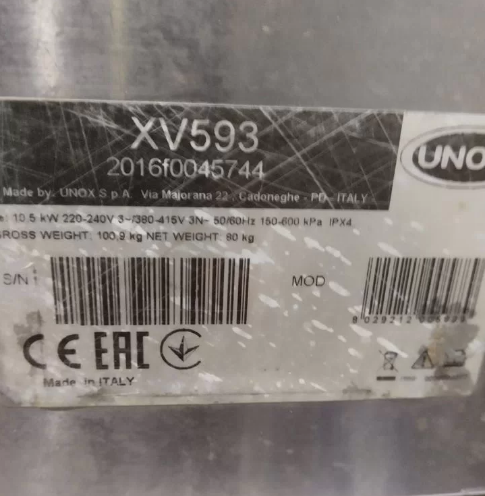 XV593
2016f0045744
UNO
Made by: UNOX S.p.A. Via Majorana 22 - Cadoneghe - PD - ITALY
10.5 kW 220-240V 3~/380-415V 3N~ 50/60Hz 150-600 kPa IPX4
ROSS WEIGHT: 100,9 kg NET WEIGHT: 80 kg
S/N
MOD
CE EAC
Made in ITALY